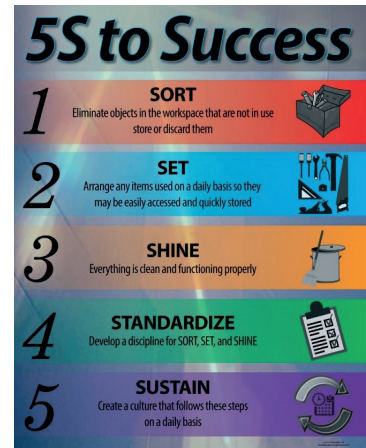 5S to Success
1
SORT
Eliminate objects in the workspace that are not in use
store or discard them
2
SET
Arrange any items used on a daily basis so they
may be easily accessed and quickly stored
3
SHINE
Everything is clean and functioning properly
4
STANDARDIZE
Develop a discipline for SORT, SET, and SHINE
5
SUSTAIN
Create a culture that follows these steps
on a daily basis